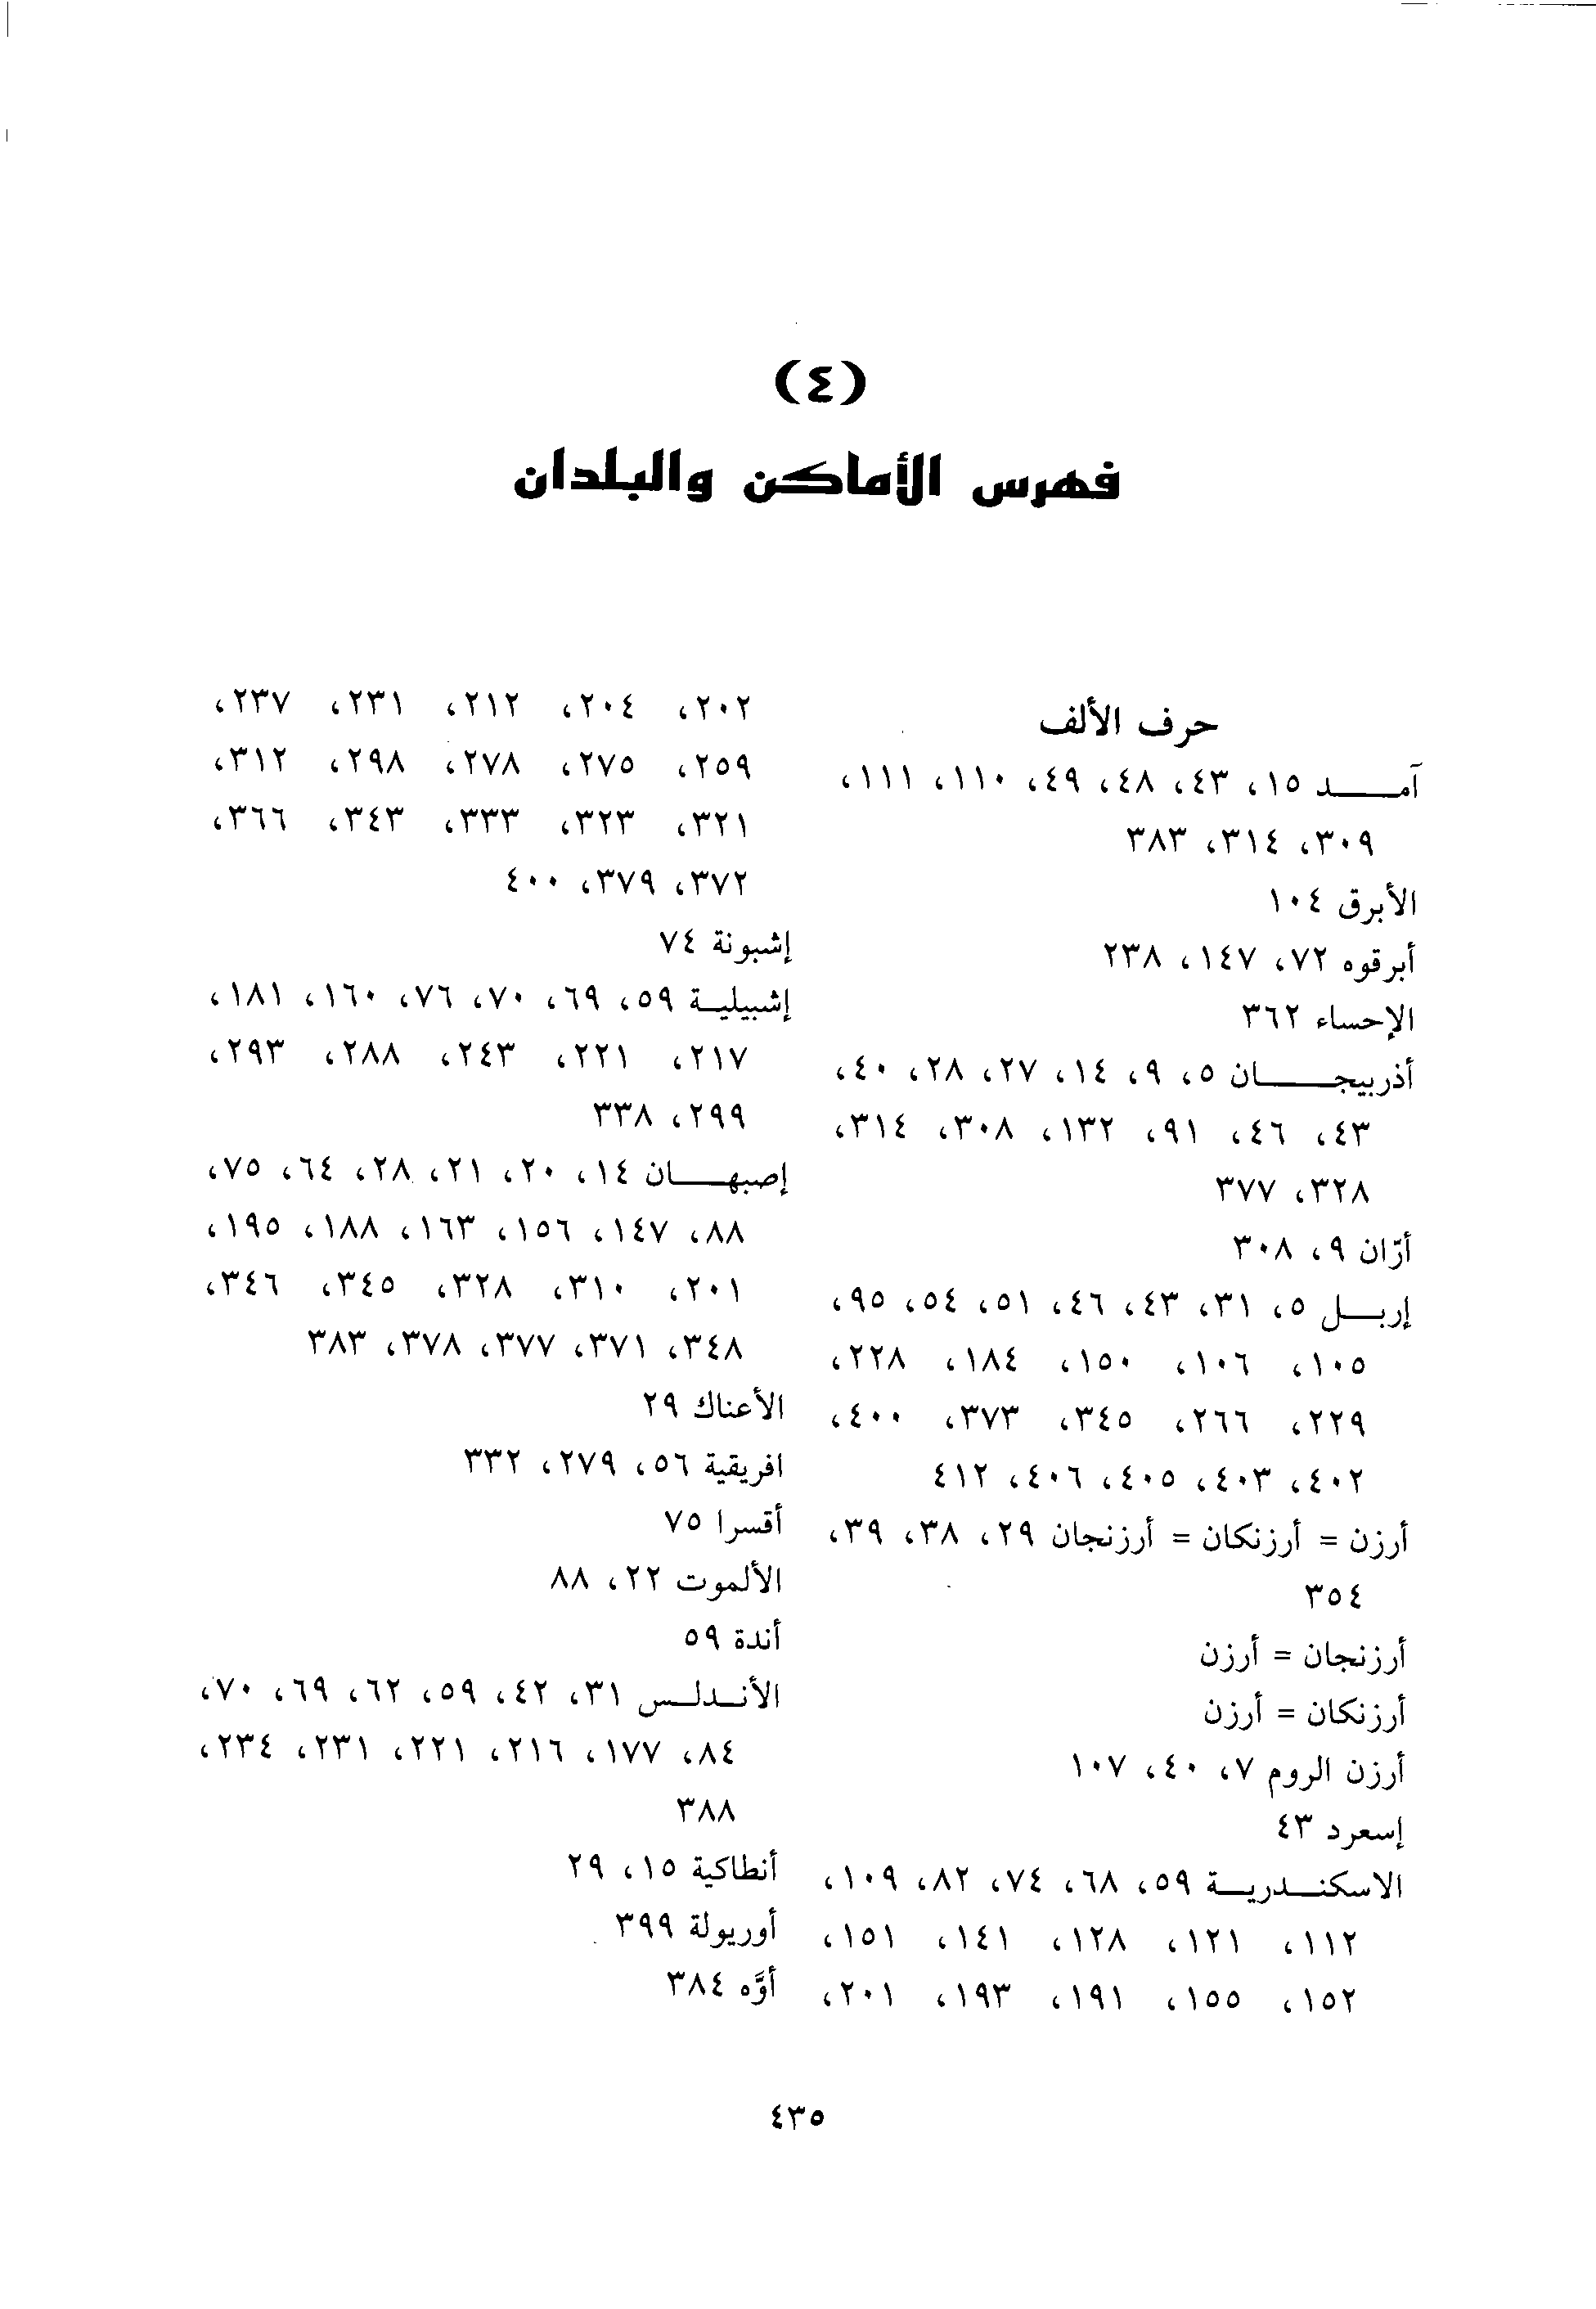 (٤)
فهرس الأماكن والبلدان
حرف الألف
آمد ١٥، ٤٣، ٤٨، ٤٩، ١١٠، ١١١،
٣٠٩، ٣١٤، ٣٨٣
الأبرق ١٠٤
أبرقوه ٧٢، ١٤٧، ٢٣٨
الإحساء ٣٦٢
أذربيجان ٥، ٩، ١٤، ٢٧، ٢٨، ٤٠،
٤٣، ٤٦، ٩١، ١٣٢، ٣٠٨، ٣١٤،
٣٢٨، ٣٧٧
أرّان ٩، ٣٠٨
إربل ٥، ٣١، ٤٣، ٤٦، ٥١، ٥٤، ٩٥،
١٠٥، ١٠٦، ١٥٠، ١٨٤، ٢٢٨،
٢٢٩، ٢٦٦، ٣٤٥، ٣٧٣، ٤٠٠،
٤٠٢، ٤٠٣، ٤٠٥، ٤٠٦، ٤١٢
أرزن = أرزنكان = أرزنجان ٢٩، ٣٨، ٣٩،
٣٥٤
أرزنجان = أرزن
أرزنكان = أرزن
أرزن الروم ٧، ٤٠، ١٠٧
إسعرد ٤٣
الاسكندرية ٥٩، ٦٨، ٧٤، ٨٢، ١٠٩،
١١٢، ١٢١، ١٢٨، ١٤١، ١٥١،
١٥٢، ١٥٥، ١٩١، ١٩٣، ٢٠١،
٢٠٢، ٢٠٤، ٢١٢، ٢٣١، ٢٣٧،
٢٥٩، ٢٧٥، ٢٧٨، ٢٩٨، ٣١٢،
٣٢١، ٣٢٣، ٣٣٣، ٣٤٣، ٣٦٦،
٣٧٢، ٣٧٩، ٤٠٠
إشبونة ٧٤
إشبيلية ٥٩، ٦٩، ٧٠، ٧٦، ١٦٠، ١٨١،
٢١٧، ٢٢١، ٢٤٣، ٢٨٨، ٢٩٣،
٢٩٩، ٣٣٨
إصبهان ١٤، ٢٠، ٢١، ٢٨، ٦٤، ٧٥،
٨٨، ١٤٧، ١٥٦، ١٦٣، ١٨٨، ١٩٥،
٢٠١، ٣١٠، ٣٢٨، ٣٤٥، ٣٤٦،
٣٤٨، ٣٧١، ٣٧٧، ٣٧٨، ٣٨٣
الأعناك ٢٩
افريقية ٥٦، ٢٧٩، ٣٣٢
أقسرا ٧٥
الألموت ٢٢، ٨٨
أندة ٥٩
الأندلس ٣١، ٤٢، ٥٩، ٦٢، ٦٩، ٧٠،
٨٤، ١٧٧، ٢١٦، ٢٢١، ٢٣١، ٢٣٤،
٣٨٨
أنطاكية ١٥، ٢٩
أوريولة ٣٩٩
أوَّه ٣٨٤
٤٣٥